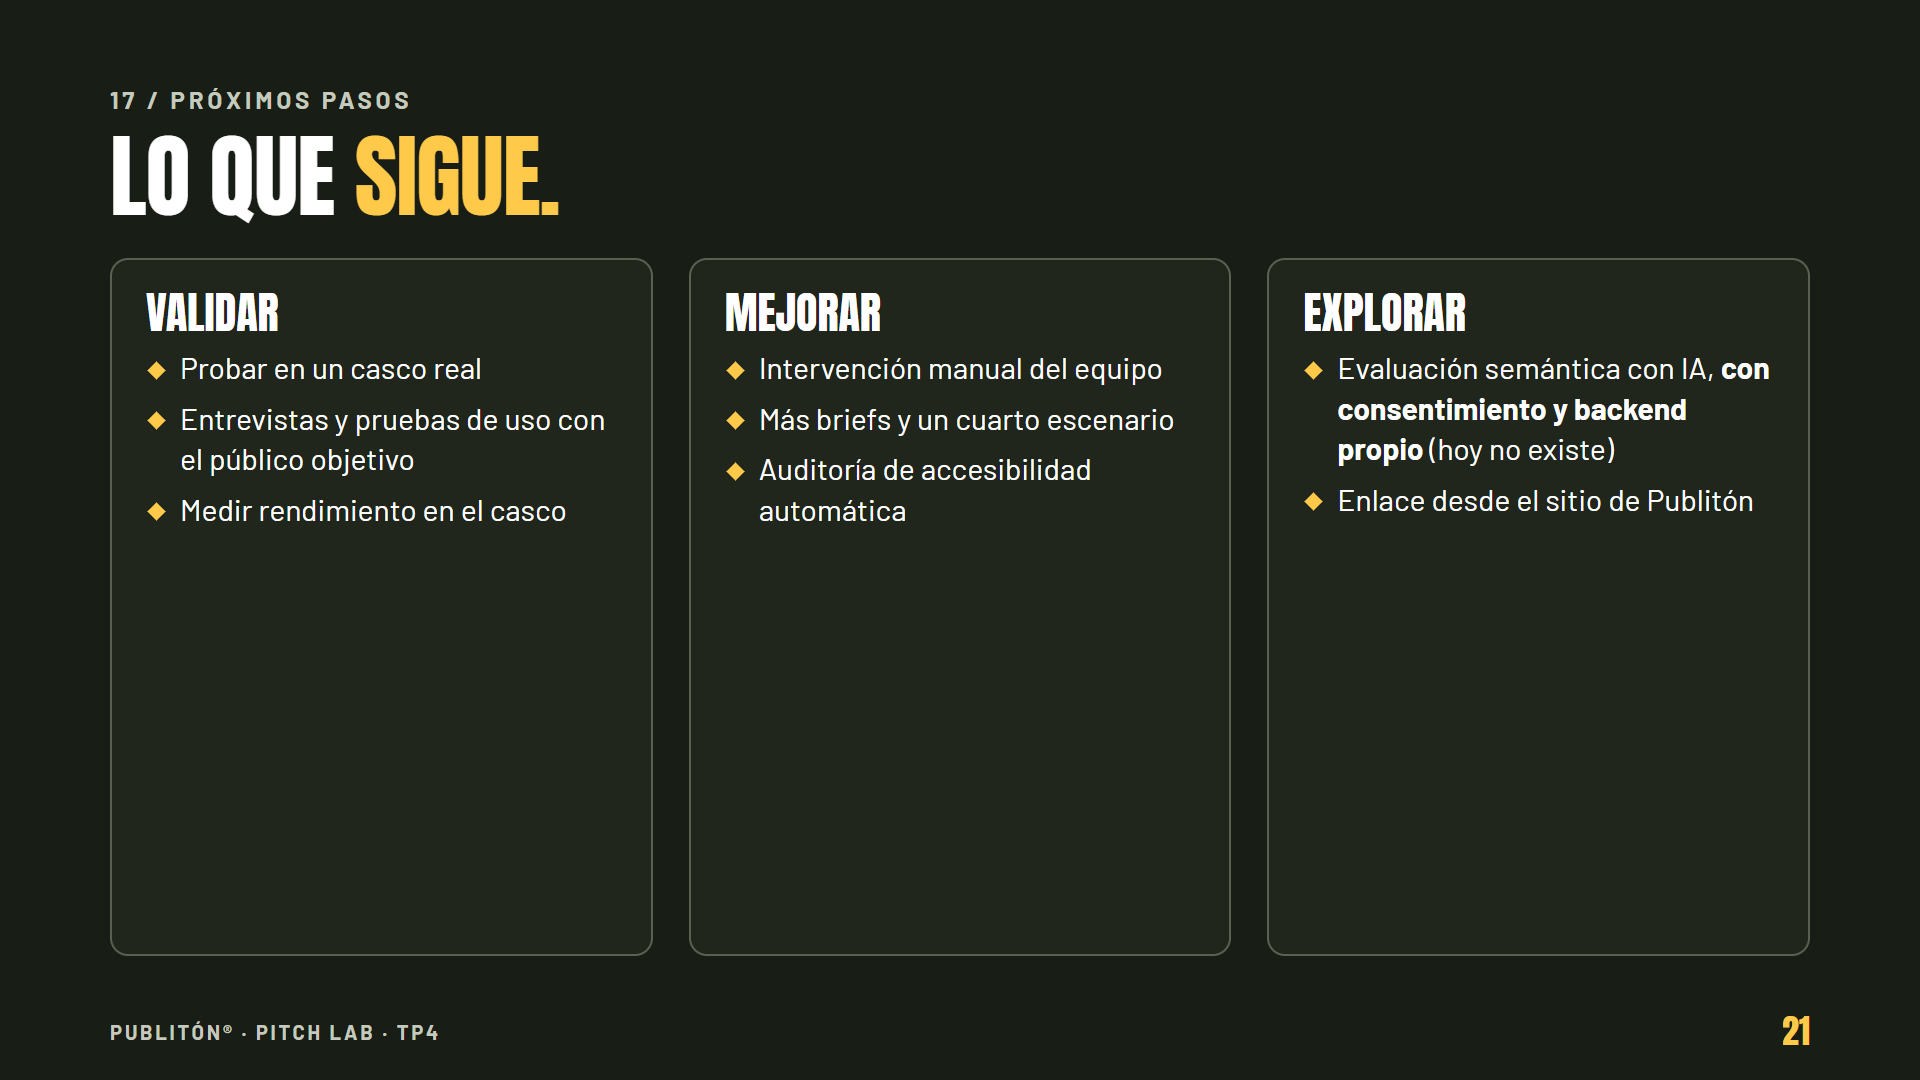 17 / PRÓXIMOS PASOS
LO QUE SIGUE.
VALIDAR
Probar en un casco real
Entrevistas y pruebas de uso con
el público objetivo
Medir rendimiento en el casco
MEJORAR
Intervención manual del equipo
Más briefs y un cuarto escenario
Auditoría de accesibilidad
automática
EXPLORAR
Evaluación semántica con IA, con
consentimiento y backend
propio (hoy no existe)
Enlace desde el sitio de Publitón
PUBLITÓN® · PITCH LAB · TP4
21